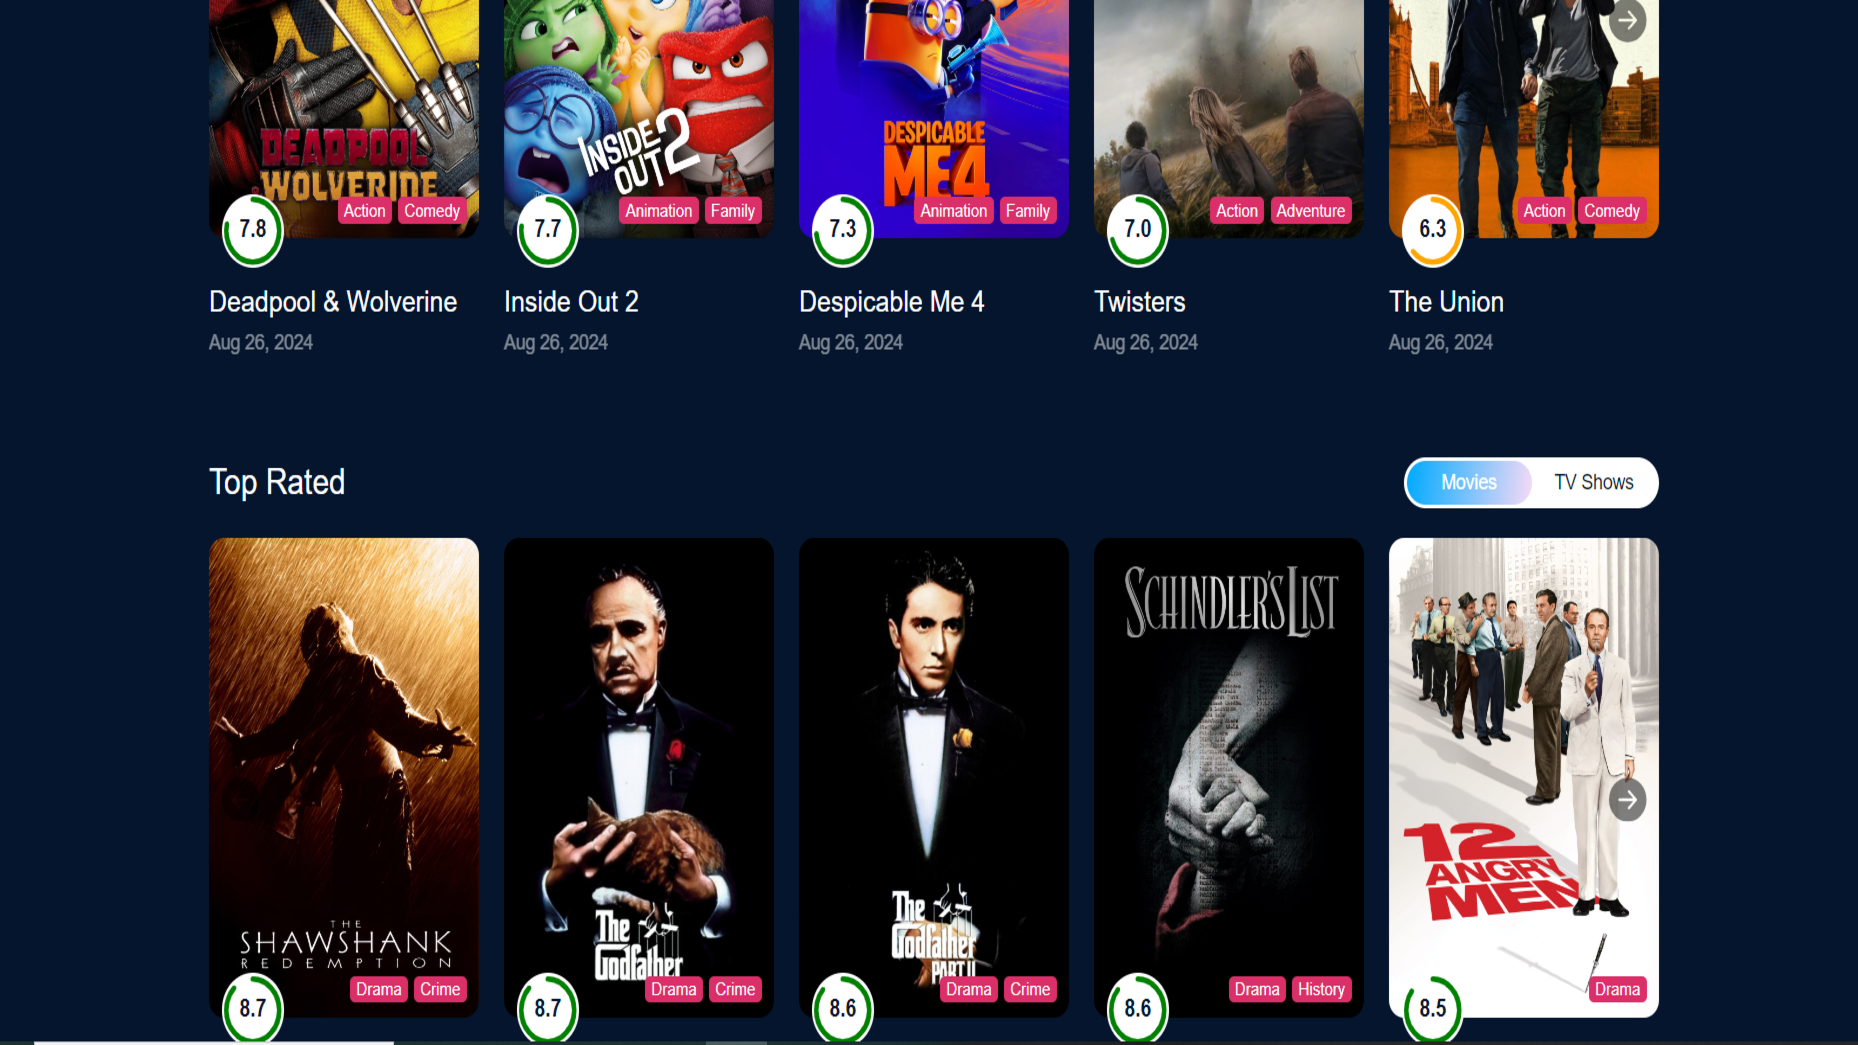 DEADPOOL
WOLVERINE
7.8
Action
Comedy
INSIDE
OUT 2
7.7
Animation
Family
DESPICABLE
ME 4
7.3
Animation
Family
7.0
Action
Adventure
6.3
Action
Comedy
Deadpool & Wolverine
Inside Out 2
Despicable Me 4
Twisters
The Union
Aug 26, 2024
Aug 26, 2024
Aug 26, 2024
Aug 26, 2024
Aug 26, 2024
Top Rated
Movies
TV Shows
THE
SHAWSHANK
REDEMPTION
8.7
Drama
Crime
The
Godfather
8.7
Drama
Crime
The
Godfather
PART II
8.6
Drama
Crime
SCHINDLER'S LIST
8.6
Drama
History
12
ANGRY
MEN
8.5
Drama